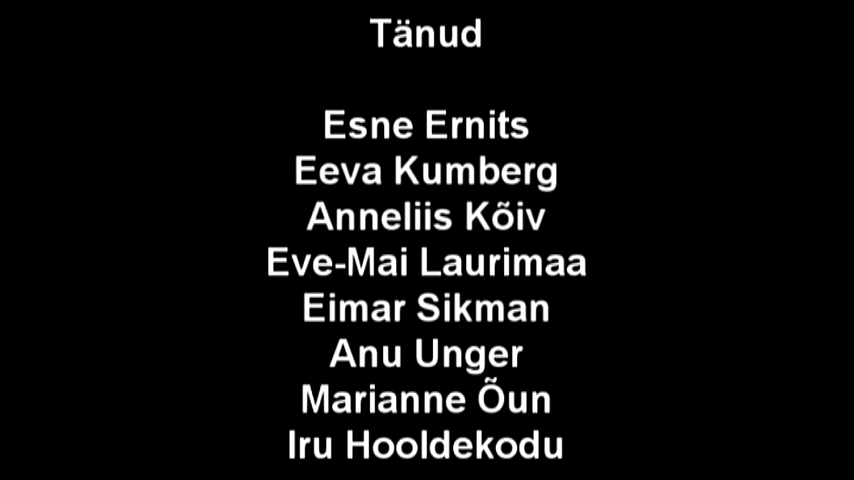 Tänud
Esne Ernits
Eeva Kumberg
Anneliis Kõiv
Eve-Mai Laurimaa
Eimar Sikman
Anu Unger
Marianne Õun
Iru Hooldekodu